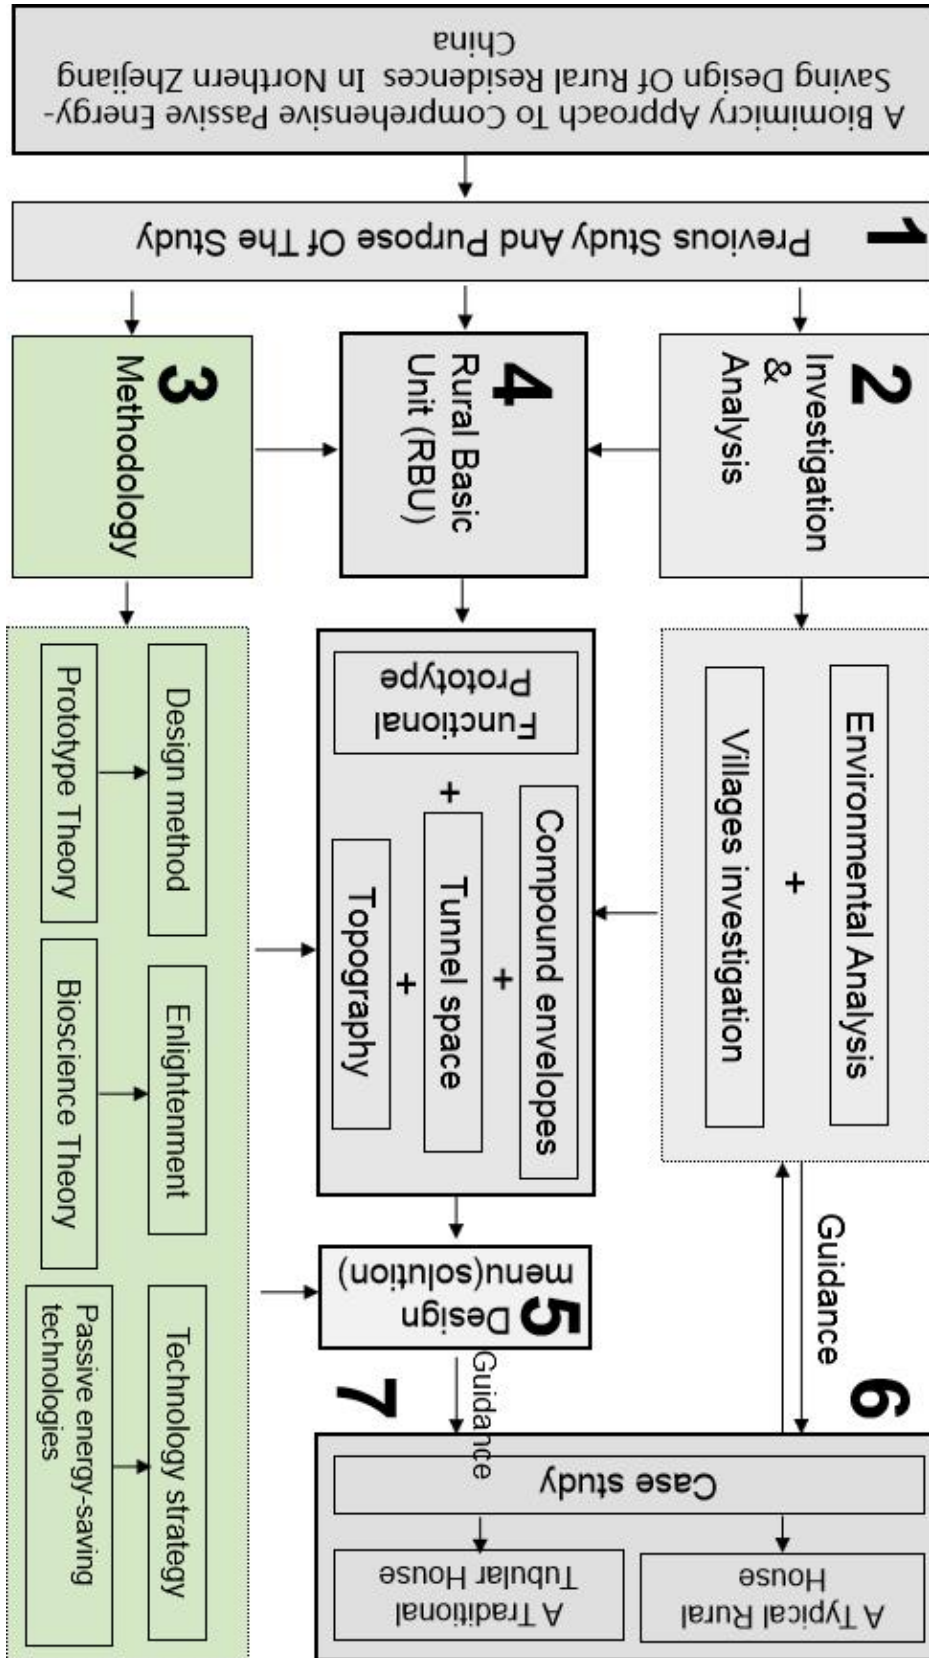 A Biomimicry Approach To Comprehensive Passive Energy-
Saving Design Of Rural Residences In Northern Zhejiang
China
1
Previous Study And Purpose Of The Study
2
Investigation
&
Analysis
4
Rural Basic
Unit (RBU)
3
Methodology
Environmental Analysis
+
Villages investigation
Functional
Prototype
+
Compound envelopes
+
Tunnel space
+
Topography
Design method
Prototype Theory
Enlightenment
Bioscience Theory
Technology strategy
Passive energy-saving
technologies
5
Design
menu(solution)
Guidance
6
Guidance
7
Case study
A Typical Rural
House
A Traditional
Tubular House